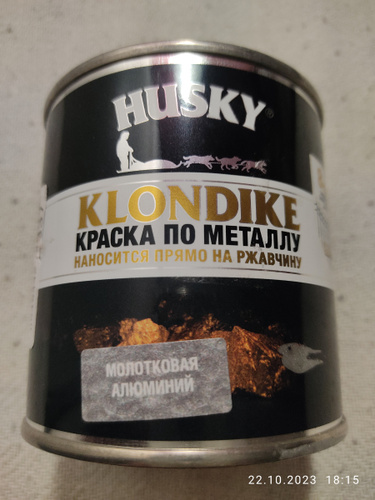 HUSKY®
KLONDIKE
КРАСКА ПО МЕТАЛЛУ
НАНОСИТСЯ ПРЯМО НА РЖАВЧИНУ
МОЛОТКОВАЯ
АЛЮМИНИЙ
22.10.2023 18:15